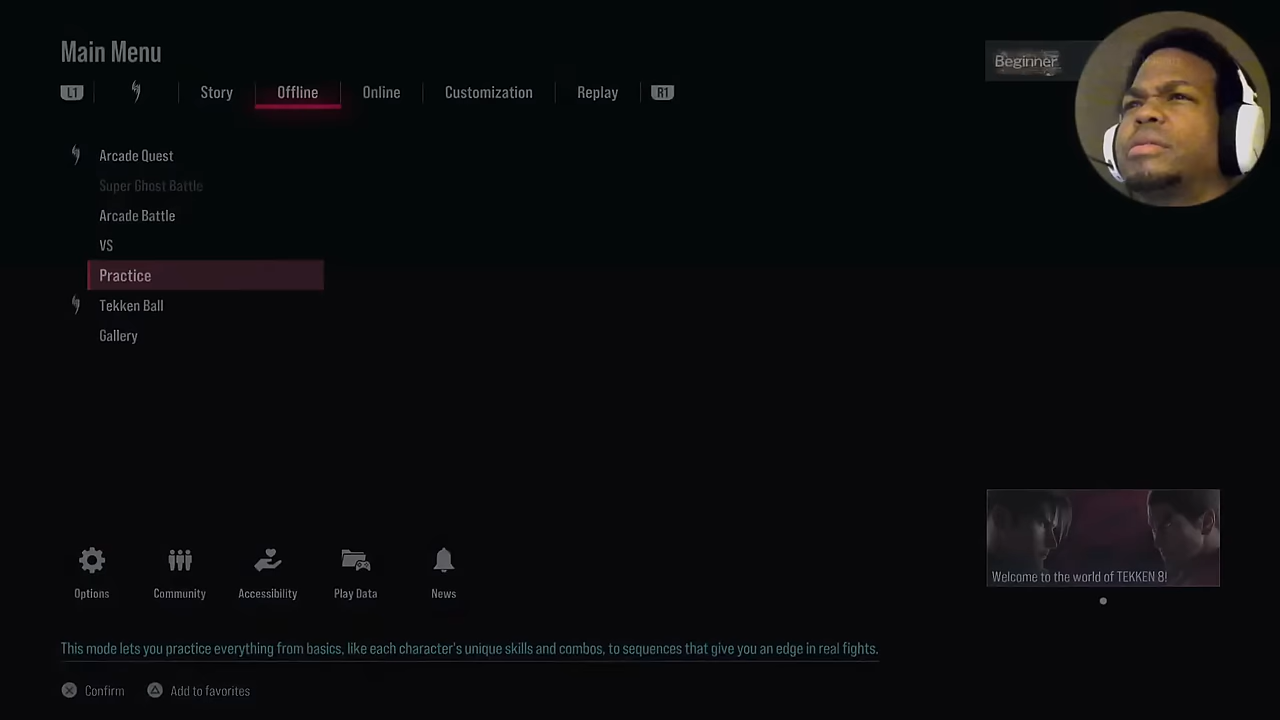 Main Menu
Beginner
L1 Story Offline Online Customization Replay R1
Arcade Quest
Super Ghost Battle
Arcade Battle
VS
Practice
Tekken Ball
Gallery
Welcome to the world of TEKKEN 8!
Options Community Accessibility Play Data News
This mode lets you practice everything from basics, like each character's unique skills and combos, to sequences that give you an edge in real fights.
Confirm Add to favorites